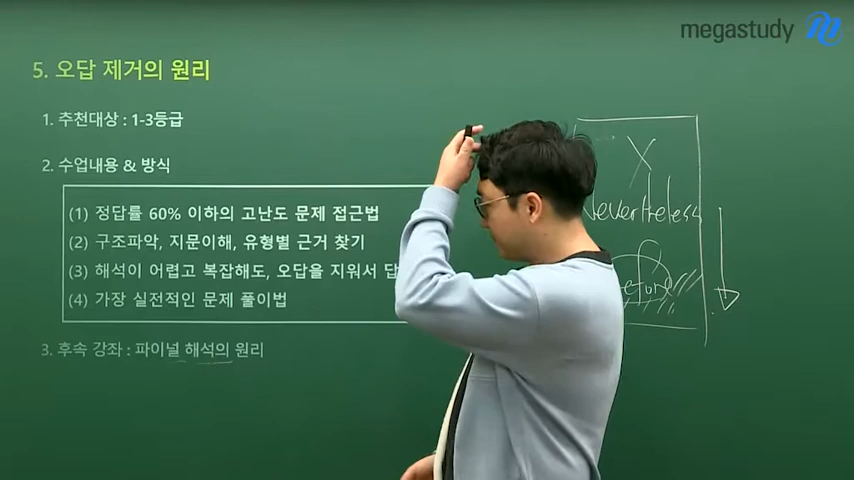 megastudy
5. 오답 제거의 원리
1. 추천대상 : 1-3등급
2. 수업내용 & 방식
(1) 정답률 60% 이하의 고난도 문제 접근법
(2) 구조파악, 지문이해, 유형별 근거 찾기
(3) 해석이 어렵고 복잡해도, 오답을 지워서 답
(4) 가장 실전적인 문제 풀이법
3. 후속 강좌 : 파이널 해석의 원리
X
Nevertheless